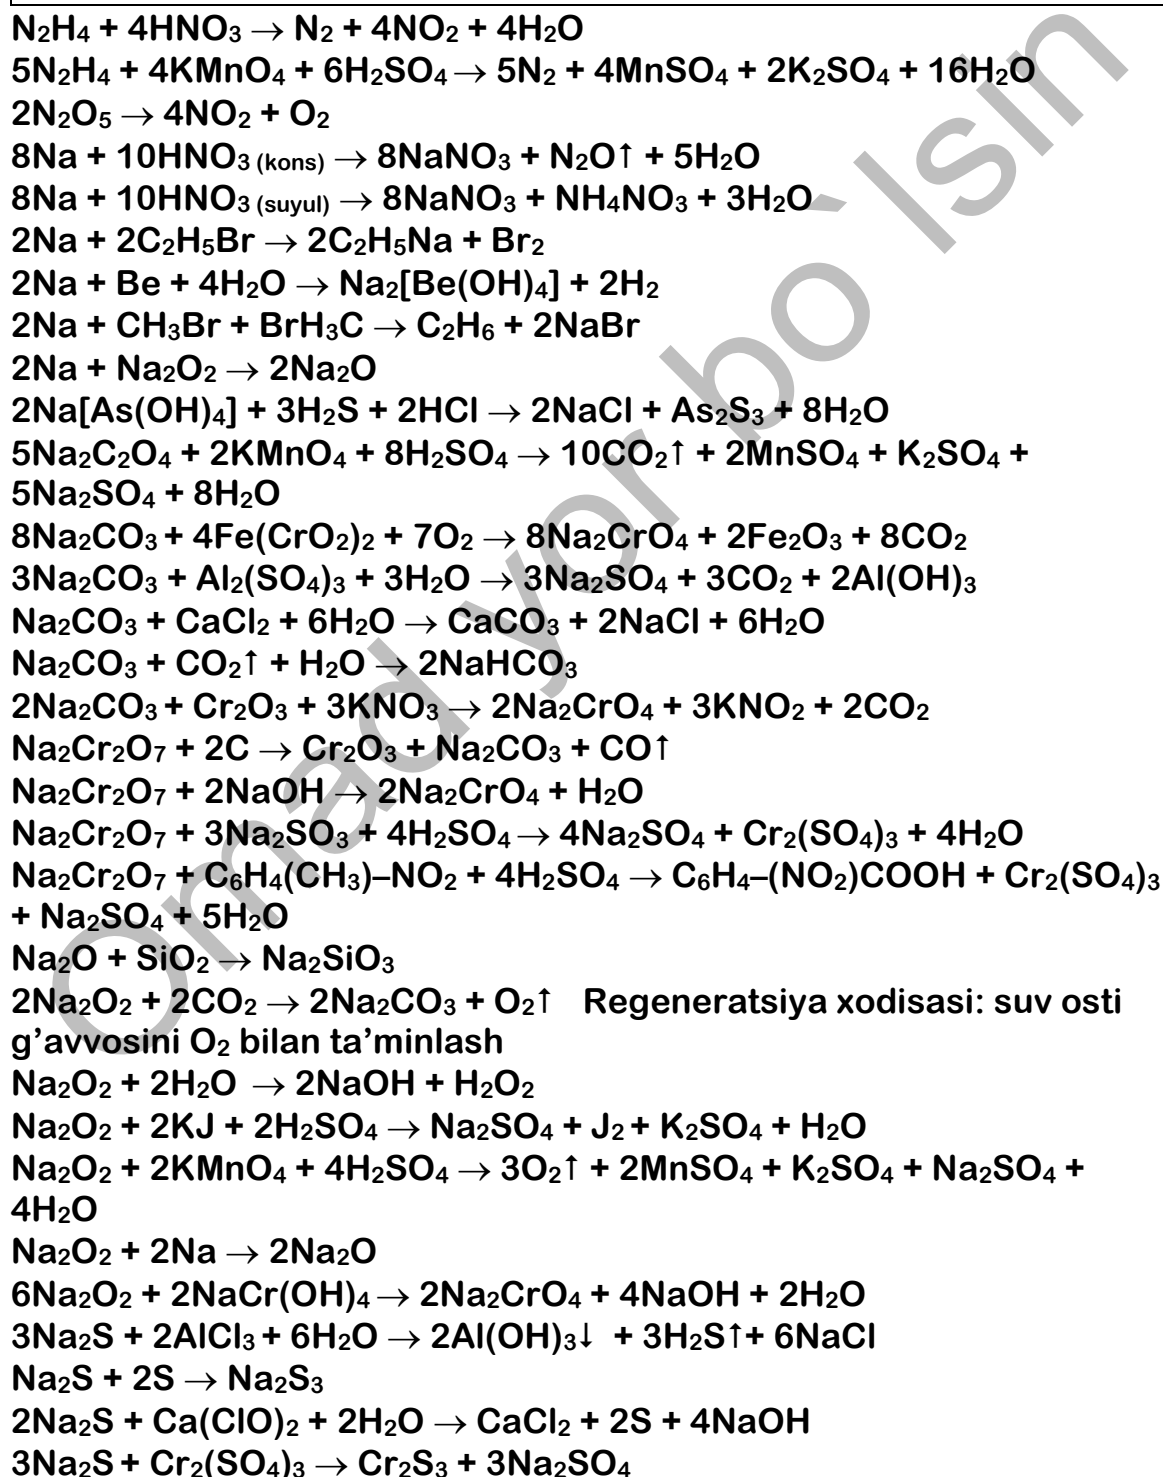 N₂H₄ + 4HNO₃ → N₂ + 4NO₂ + 4H₂O
5N₂H₄ + 4KMnO₄ + 6H₂SO₄ → 5N₂ + 4MnSO₄ + 2K₂SO₄ + 16H₂O
2N₂O₅ → 4NO₂ + O₂
8Na + 10HNO₃ (kons) → 8NaNO₃ + N₂O↑ + 5H₂O
8Na + 10HNO₃ (suyul) → 8NaNO₃ + NH₄NO₃ + 3H₂O
2Na + 2C₂H₅Br → 2C₂H₅Na + Br₂
2Na + Be + 4H₂O → Na₂[Be(OH)₄] + 2H₂
2Na + CH₃Br + BrH₃C → C₂H₆ + 2NaBr
2Na + Na₂O₂ → 2Na₂O
2Na[As(OH)₄] + 3H₂S + 2HCl → 2NaCl + As₂S₃ + 8H₂O
5Na₂C₂O₄ + 2KMnO₄ + 8H₂SO₄ → 10CO₂↑ + 2MnSO₄ + K₂SO₄ +
5Na₂SO₄ + 8H₂O
8Na₂CO₃ + 4Fe(CrO₂)₂ + 7O₂ → 8Na₂CrO₄ + 2Fe₂O₃ + 8CO₂
3Na₂CO₃ + Al₂(SO₄)₃ + 3H₂O → 3Na₂SO₄ + 3CO₂ + 2Al(OH)₃
Na₂CO₃ + CaCl₂ + 6H₂O → CaCO₃ + 2NaCl + 6H₂O
Na₂CO₃ + CO₂↑ + H₂O → 2NaHCO₃
2Na₂CO₃ + Cr₂O₃ + 3KNO₃ → 2Na₂CrO₄ + 3KNO₂ + 2CO₂
Na₂Cr₂O₇ + 2C → Cr₂O₃ + Na₂CO₃ + CO↑
Na₂Cr₂O₇ + 2NaOH → 2Na₂CrO₄ + H₂O
Na₂Cr₂O₇ + 3Na₂SO₃ + 4H₂SO₄ → 4Na₂SO₄ + Cr₂(SO₄)₃ + 4H₂O
Na₂Cr₂O₇ + C₆H₄(CH₃)–NO₂ + 4H₂SO₄ → C₆H₄–(NO₂)COOH + Cr₂(SO₄)₃
+ Na₂SO₄ + 5H₂O
Na₂O + SiO₂ → Na₂SiO₃
2Na₂O₂ + 2CO₂ → 2Na₂CO₃ + O₂↑ Regeneratsiya xodisasi: suv osti
g’avvosini O₂ bilan ta’minlash
Na₂O₂ + 2H₂O → 2NaOH + H₂O₂
Na₂O₂ + 2KJ + 2H₂SO₄ → Na₂SO₄ + J₂ + K₂SO₄ + H₂O
Na₂O₂ + 2KMnO₄ + 4H₂SO₄ → 3O₂↑ + 2MnSO₄ + K₂SO₄ + Na₂SO₄ +
4H₂O
Na₂O₂ + 2Na → 2Na₂O
6Na₂O₂ + 2NaCr(OH)₄ → 2Na₂CrO₄ + 4NaOH + 2H₂O
3Na₂S + 2AlCl₃ + 6H₂O → 2Al(OH)₃↓ + 3H₂S↑+ 6NaCl
Na₂S + 2S → Na₂S₃
2Na₂S + Ca(ClO)₂ + 2H₂O → CaCl₂ + 2S + 4NaOH
3Na₂S + Cr₂(SO₄)₃ → Cr₂S₃ + 3Na₂SO₄
Omad yor bo`lsin